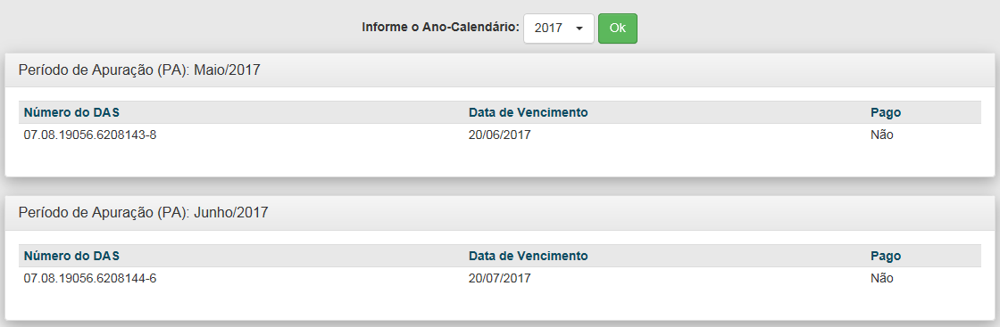 Informe o Ano-Calendário: 2017 Ok
Período de Apuração (PA): Maio/2017
Número do DAS Data de Vencimento Pago
07.08.19056.6208143-8 20/06/2017 Não
Período de Apuração (PA): Junho/2017
Número do DAS Data de Vencimento Pago
07.08.19056.6208144-6 20/07/2017 Não